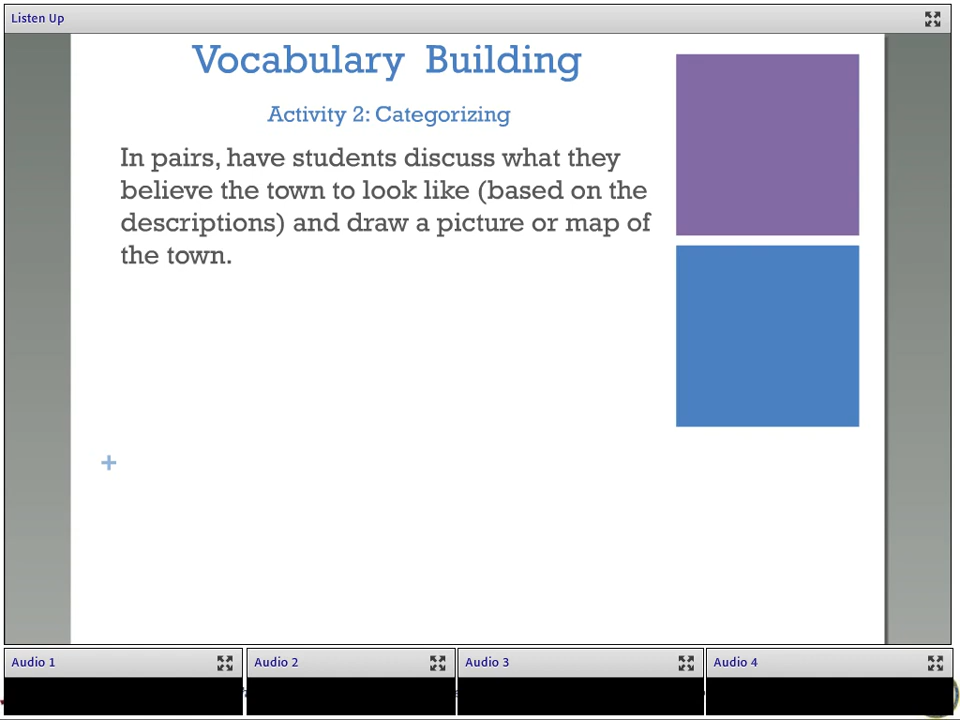 Listen Up
Vocabulary Building
Activity 2: Categorizing
In pairs, have students discuss what they
believe the town to look like (based on the
descriptions) and draw a picture or map of
the town.
+
Audio 1
Audio 2
Audio 3
Audio 4